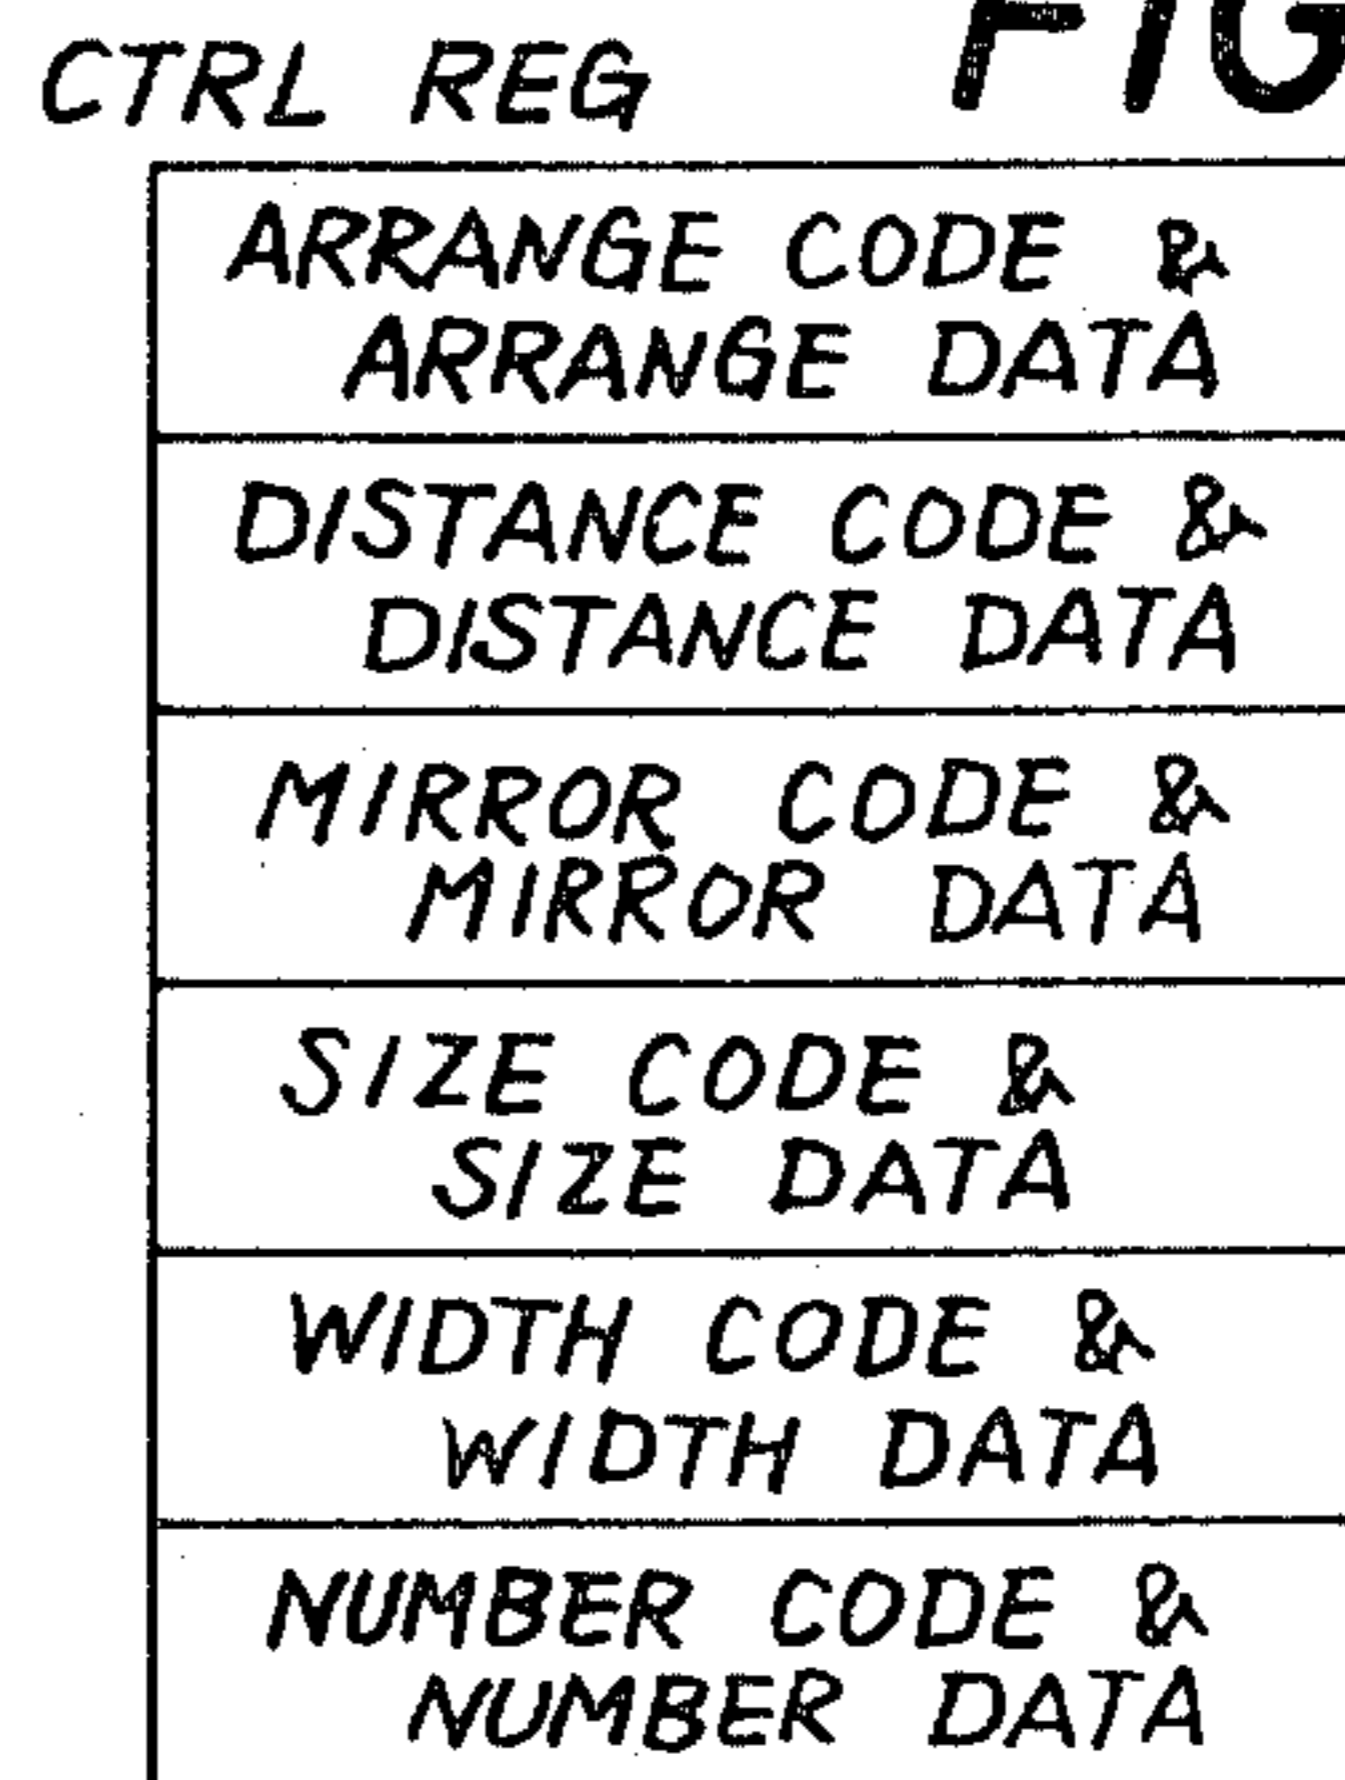 CTRL REG FIG
ARRANGE CODE &
ARRANGE DATA
DISTANCE CODE &
DISTANCE DATA
MIRROR CODE &
MIRROR DATA
SIZE CODE &
SIZE DATA
WIDTH CODE &
WIDTH DATA
NUMBER CODE &
NUMBER DATA